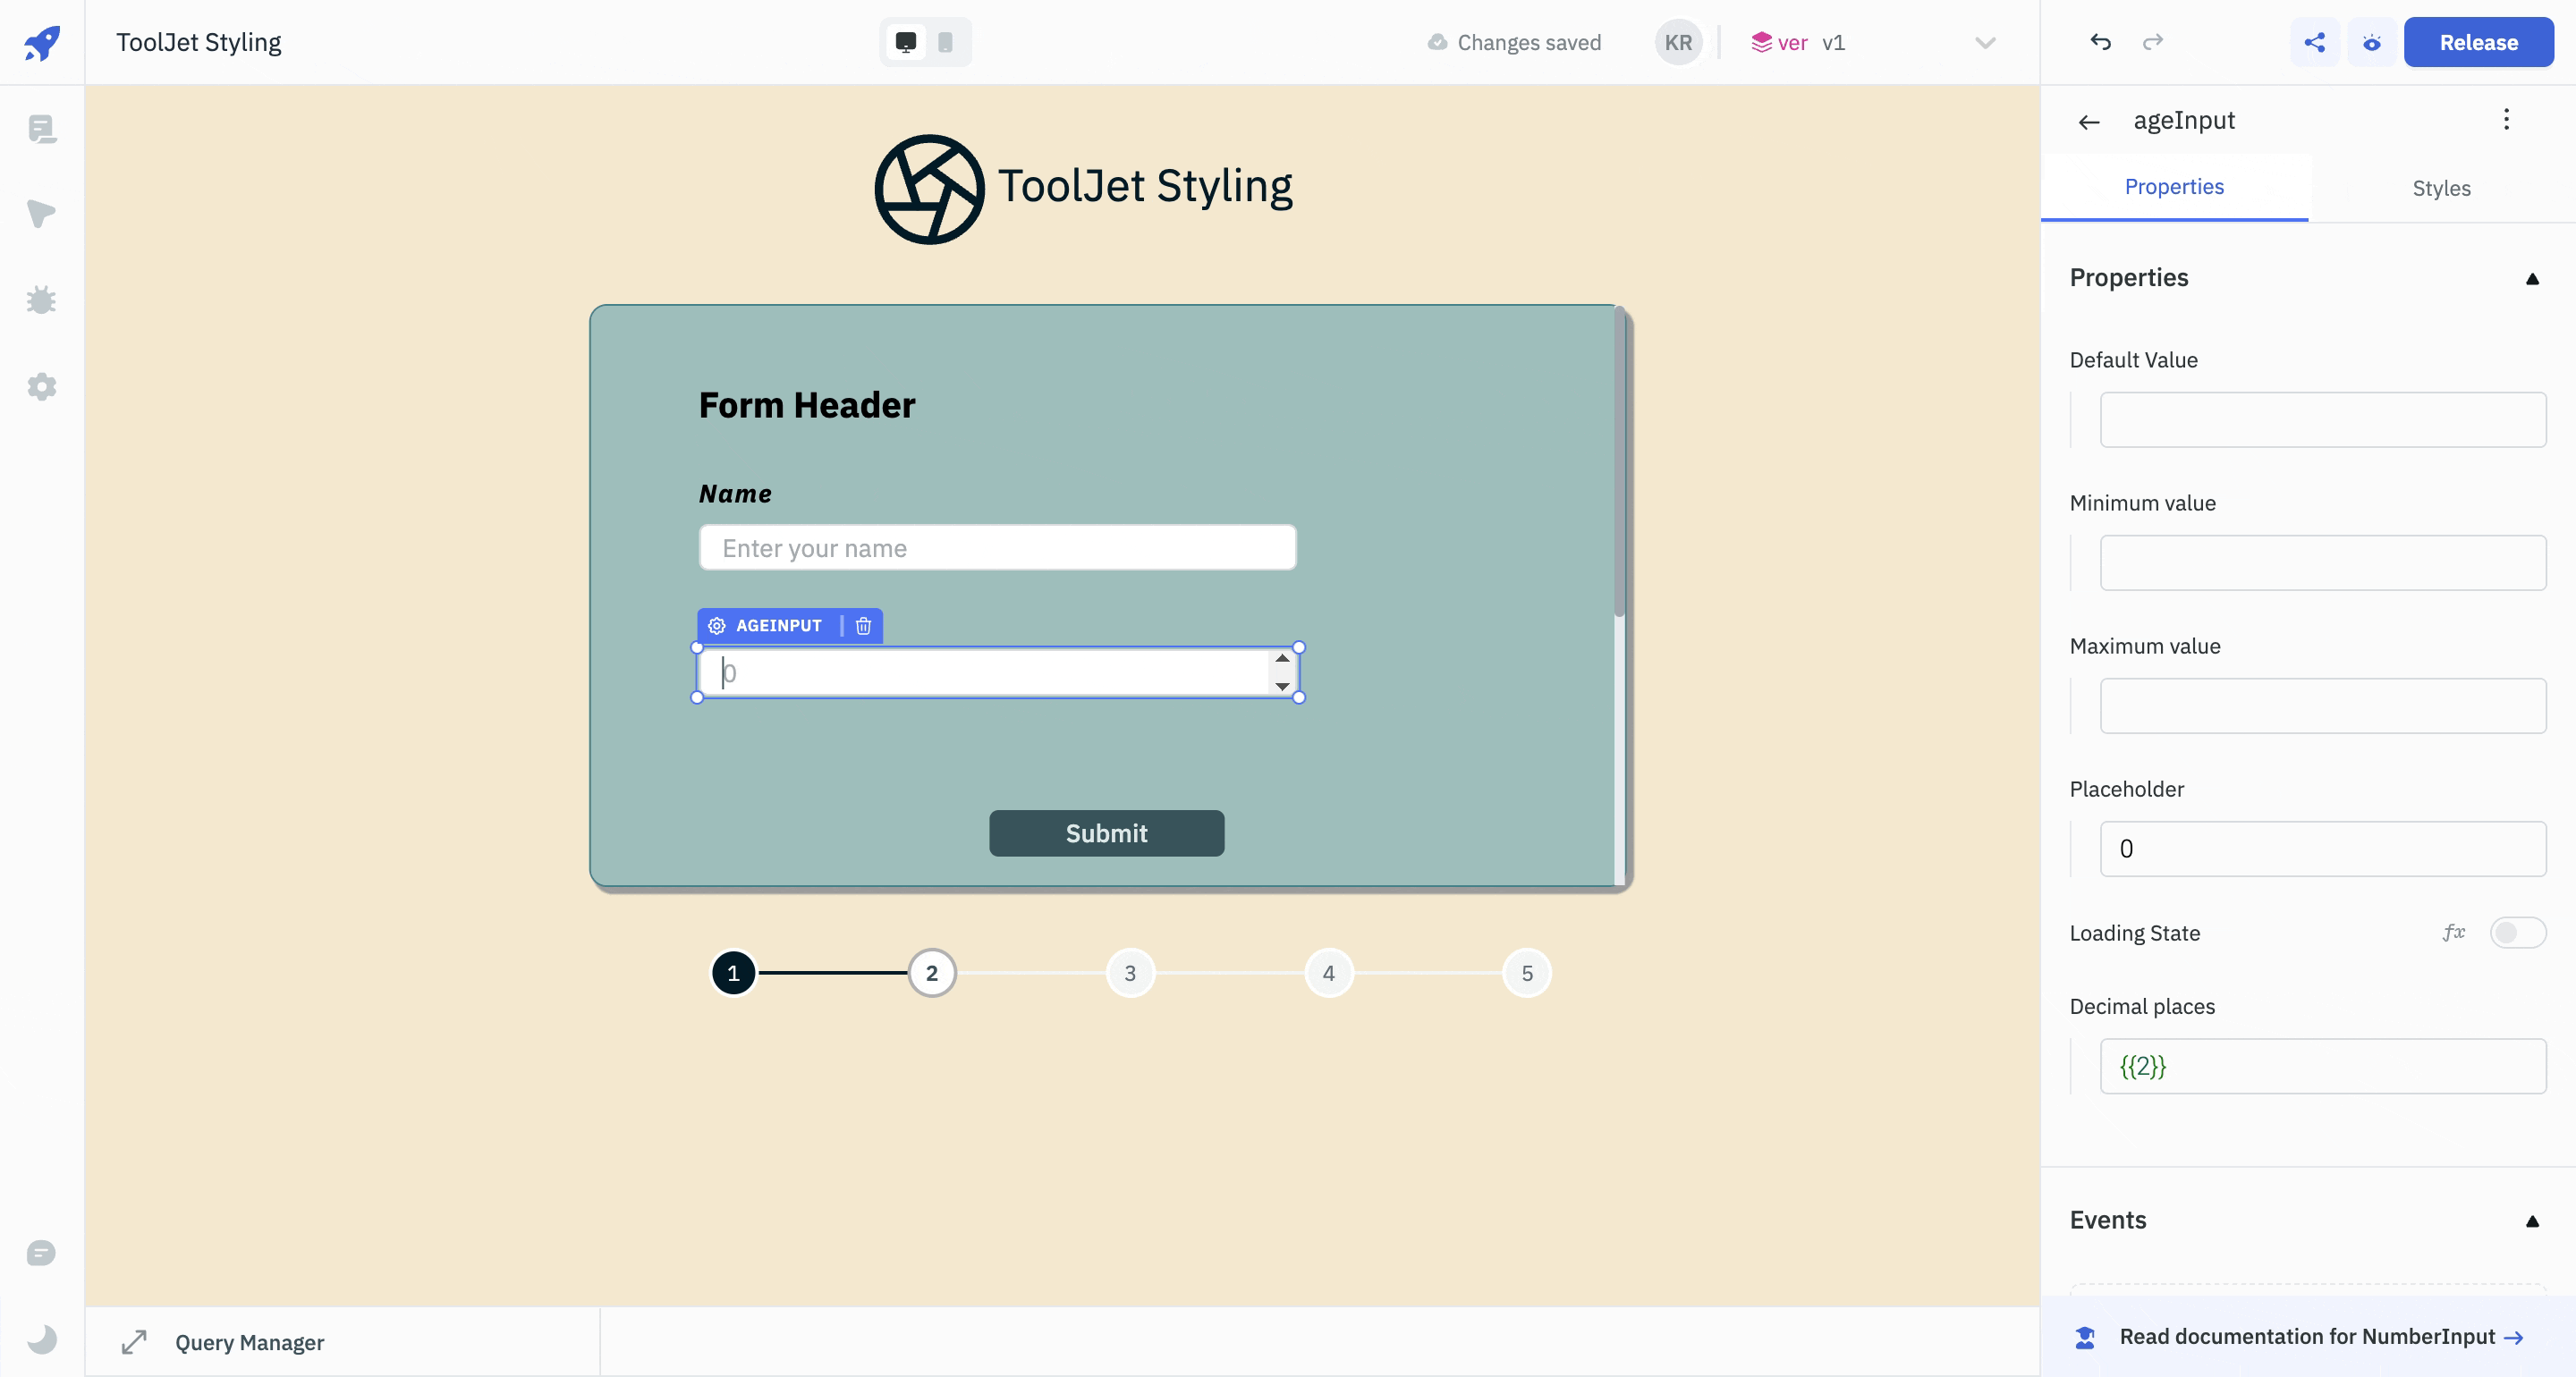 ToolJet Styling
Changes saved
KR
ver v1
Release
ToolJet Styling
Form Header
Name
Enter your name
AGEINPUT
0
Submit
1
2
3
4
5
Query Manager
ageInput
Properties
Styles
Properties
Default Value
Minimum value
Maximum value
Placeholder
0
Loading State
fx
Decimal places
{{2}}
Events
Read documentation for NumberInput →